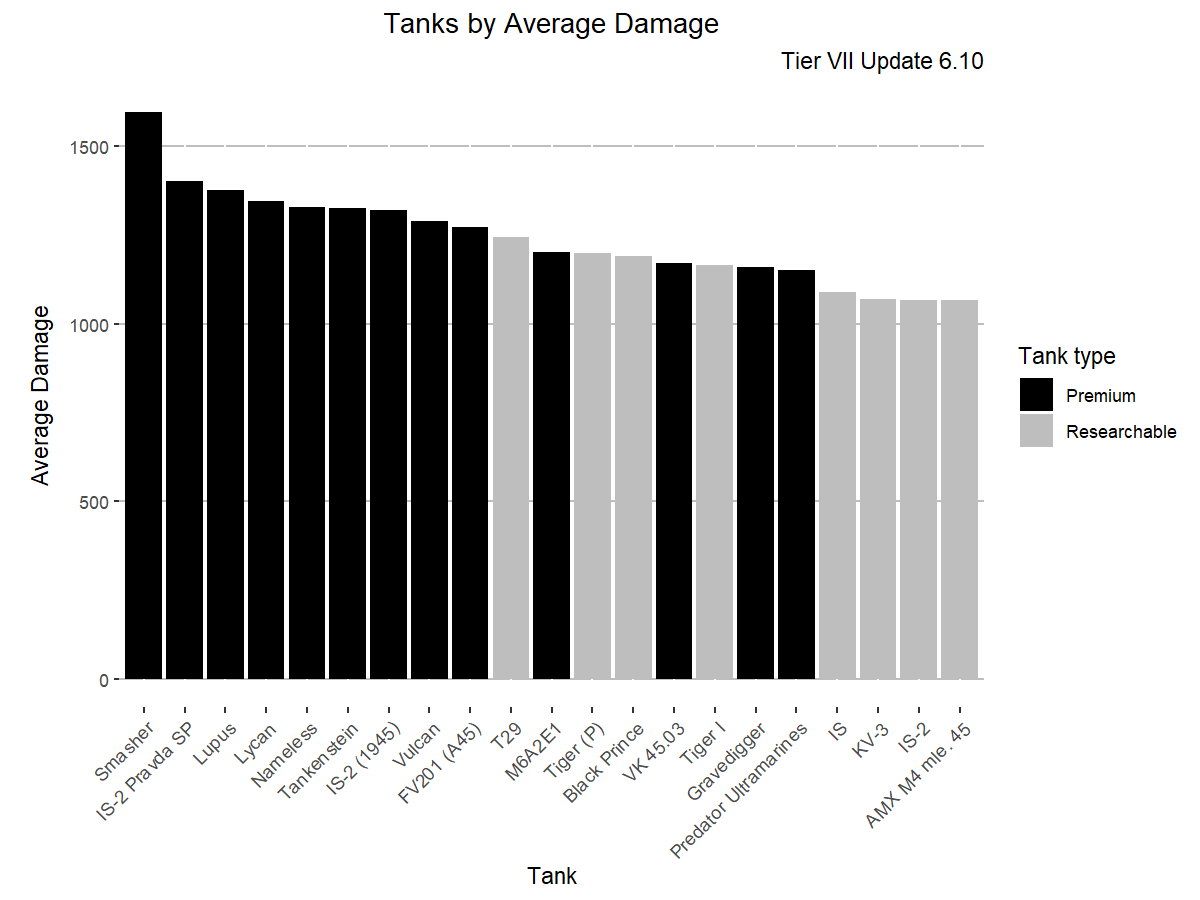 Tanks by Average Damage
Tier VII Update 6.10
Average Damage
1500
1000
500
0
Smasher
IS-2 Pravda SP
Lupus
Lycan
Nameless
Tankenstein
IS-2 (1945)
Vulcan
FV201 (A45)
T29
M6A2E1
Tiger (P)
Black Prince
VK 45.03
Tiger I
Gravedigger
Predator Ultramarines
IS
KV-3
IS-2
AMX M4 mle. 45
Tank
Tank type
Premium
Researchable